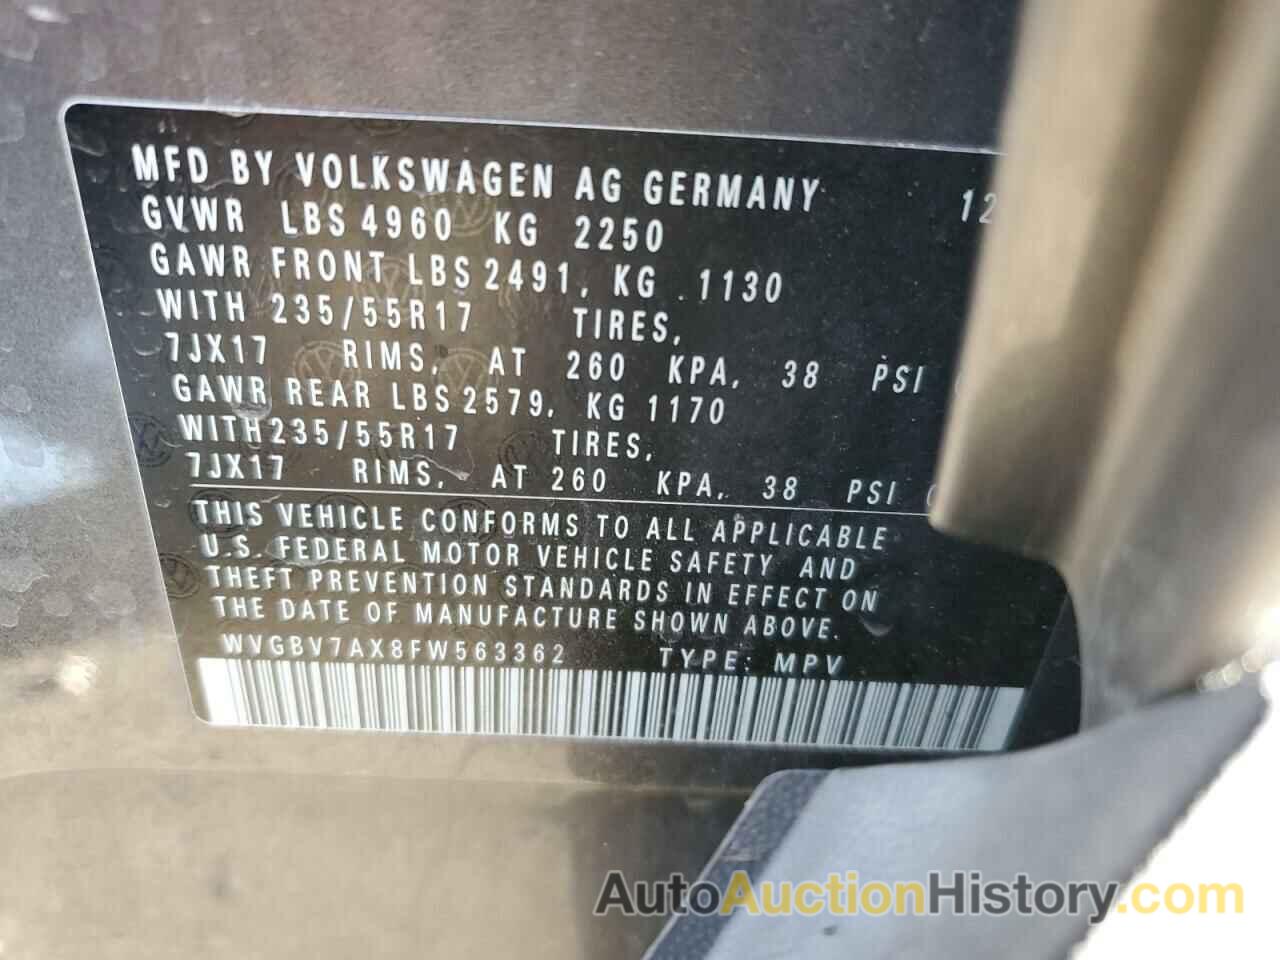 MFD BY VOLKSWAGEN AG GERMANY 12
GVWR LBS 4960 KG 2250
GAWR FRONT LBS 2491, KG . 1130
WITH 235/55R17 TIRES,
7JX17 RIMS, AT 260 KPA, 38 PSI
GAWR REAR LBS 2579, KG 1170
WITH 235/55R17 TIRES,
7JX17 RIMS, AT 260 KPA, 38 PSI
THIS VEHICLE CONFORMS TO ALL APPLICABLE
U.S. FEDERAL MOTOR VEHICLE SAFETY AND
THEFT PREVENTION STANDARDS IN EFFECT ON
THE DATE OF MANUFACTURE SHOWN ABOVE.
WVGBV7AX8FW563362 TYPE: MPV
AutoAuctionHistory.com